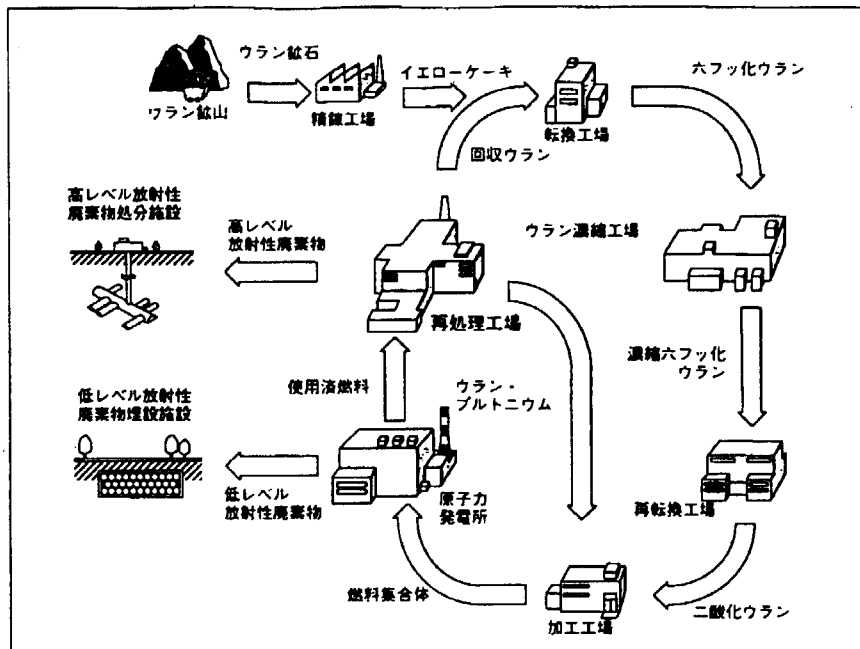 ウラン鉱石
ウラン鉱山
精錬工場
イエローケーキ
転換工場
六フッ化ウラン
回収ウラン
高レベル放射性
廃棄物処分施設
高レベル
放射性廃棄物
再処理工場
ウラン濃縮工場
濃縮六フッ化
ウラン
使用済燃料
ウラン・
プルトニウム
低レベル放射性
廃棄物埋設施設
低レベル
放射性廃棄物
原子力
発電所
再転換工場
燃料集合体
加工工場
二酸化ウラン